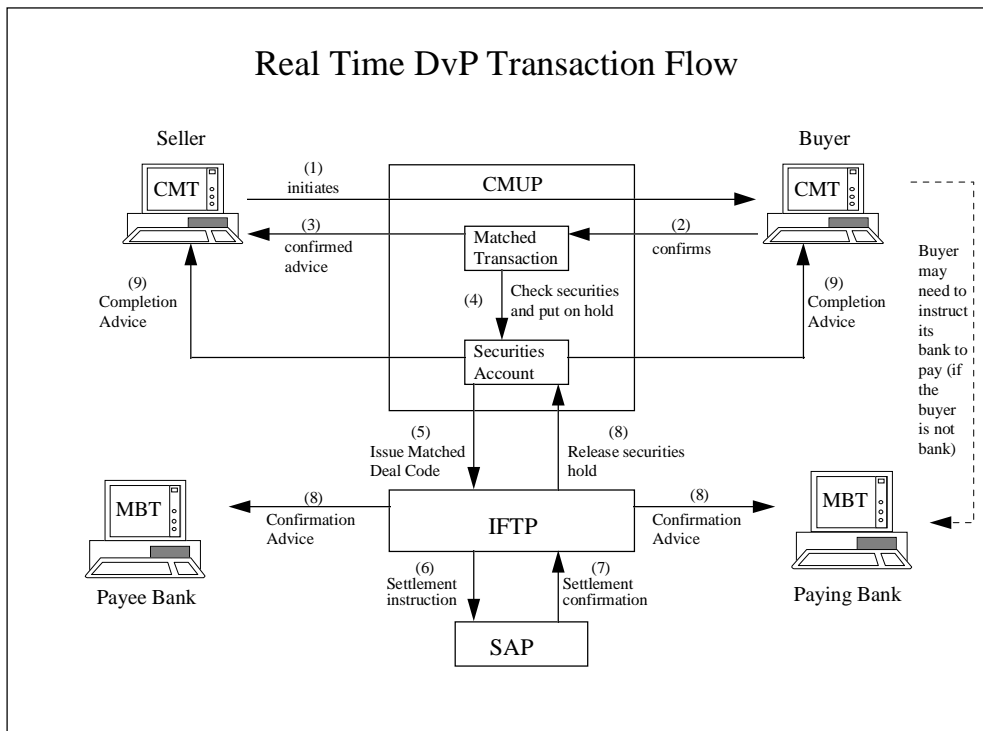 Real Time DvP Transaction Flow
Seller
Buyer
CMT
(1)
initiates
CMUP
CMT
(3)
confirmed
advice
Matched
Transaction
(2)
confirms
Buyer
may
need to
instruct
its
bank to
pay (if
the
buyer
is not
bank)
(9)
Completion
Advice
(4)
Check securities
and put on hold
(9)
Completion
Advice
Securities
Account
(5)
Issue Matched
Deal Code
(8)
Release securities
hold
MBT
(8)
Confirmation
Advice
IFTP
(8)
Confirmation
Advice
MBT
Payee Bank
(6)
Settlement
instruction
(7)
Settlement
confirmation
Paying Bank
SAP